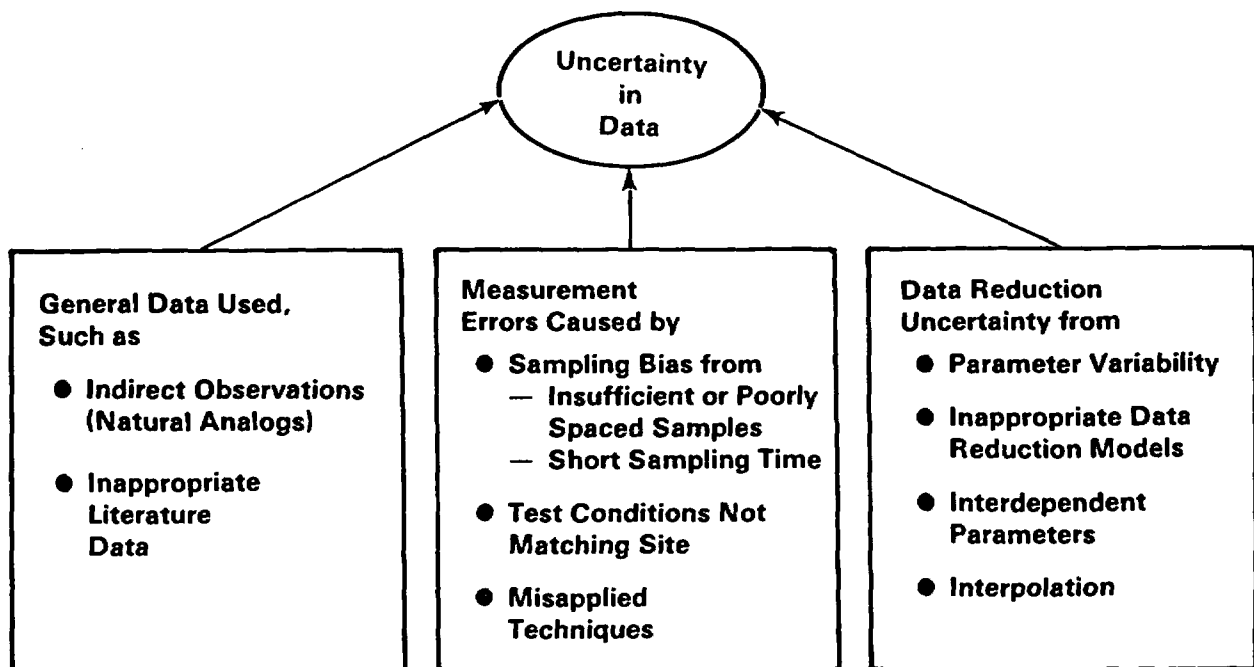 Uncertainty
in
Data
General Data Used,
Such as
● Indirect Observations
(Natural Analogs)
● Inappropriate
Literature
Data
Measurement
Errors Caused by
● Sampling Bias from
— Insufficient or Poorly
Spaced Samples
— Short Sampling Time
● Test Conditions Not
Matching Site
● Misapplied
Techniques
Data Reduction
Uncertainty from
● Parameter Variability
● Inappropriate Data
Reduction Models
● Interdependent
Parameters
● Interpolation